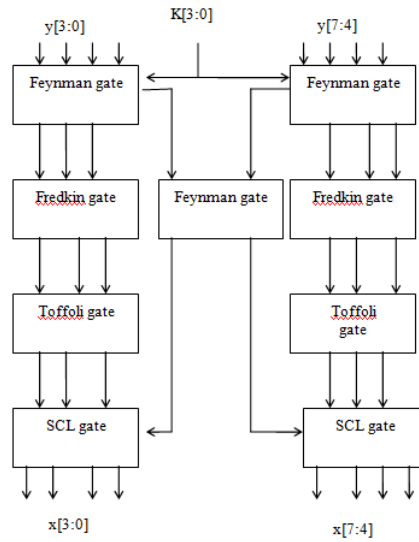 y[3:0] K[3:0] y[7:4]
Feynman gate Feynman gate
Fredkin gate Feynman gate Fredkin gate
Toffoli gate Toffoli
gate
SCL gate SCL gate
x[3:0] x[7:4]